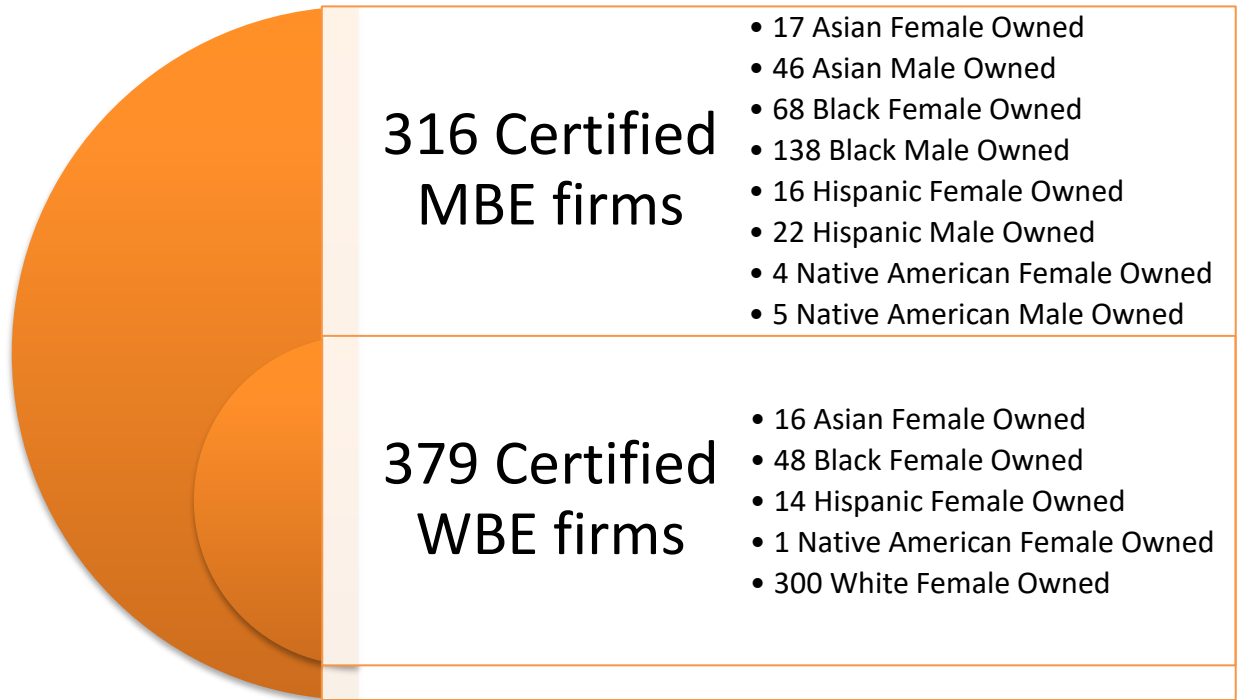 316 Certified
MBE firms
• 17 Asian Female Owned
• 46 Asian Male Owned
• 68 Black Female Owned
• 138 Black Male Owned
• 16 Hispanic Female Owned
• 22 Hispanic Male Owned
• 4 Native American Female Owned
• 5 Native American Male Owned
379 Certified
WBE firms
• 16 Asian Female Owned
• 48 Black Female Owned
• 14 Hispanic Female Owned
• 1 Native American Female Owned
• 300 White Female Owned